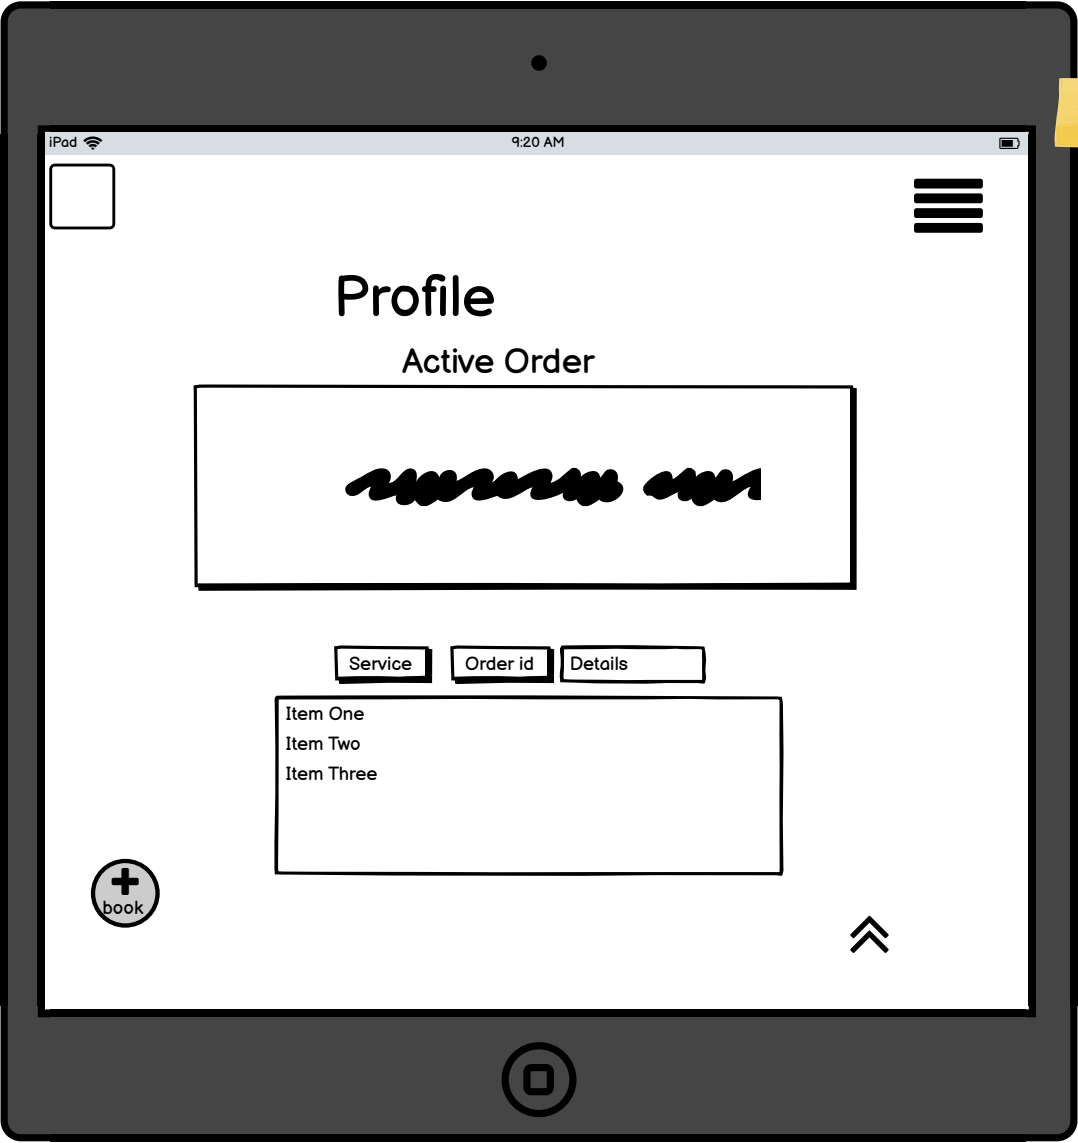 iPad 9:20 AM
Profile
Active Order
Service Order id Details
Item One
Item Two
Item Three
book